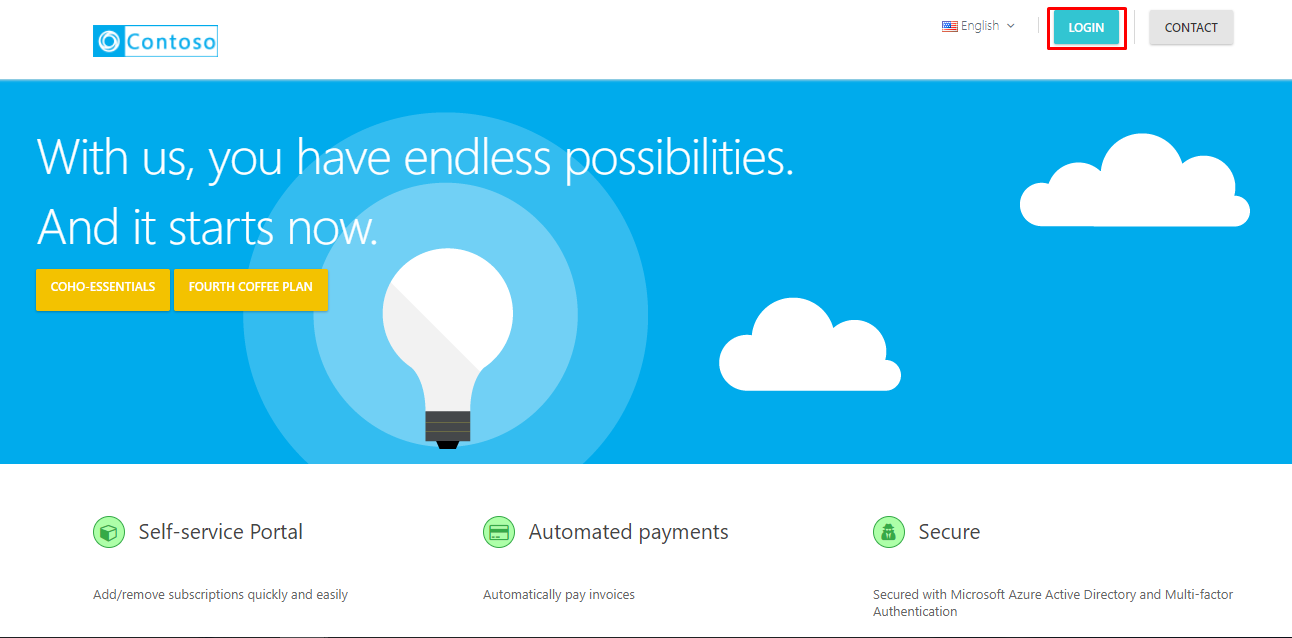 Contoso
English
LOGIN
CONTACT
With us, you have endless possibilities.
And it starts now.
COHO-ESSENTIALS
FOURTH COFFEE PLAN
Self-service Portal
Automated payments
Secure
Add/remove subscriptions quickly and easily
Automatically pay invoices
Secured with Microsoft Azure Active Directory and Multi-factor
Authentication